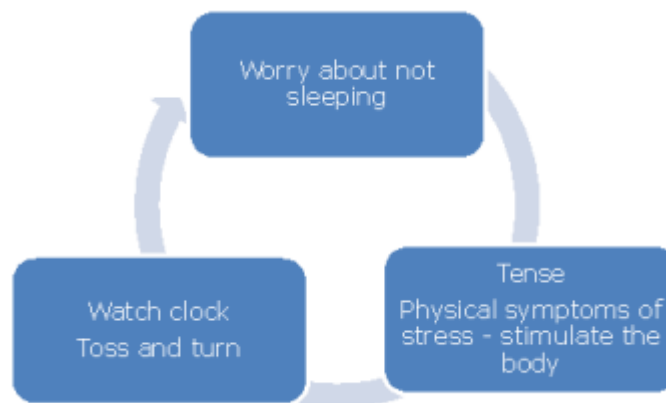 Worry about not
sleeping
Tense
Physical symptoms of
stress - stimulate the
body
Watch clock
Toss and turn